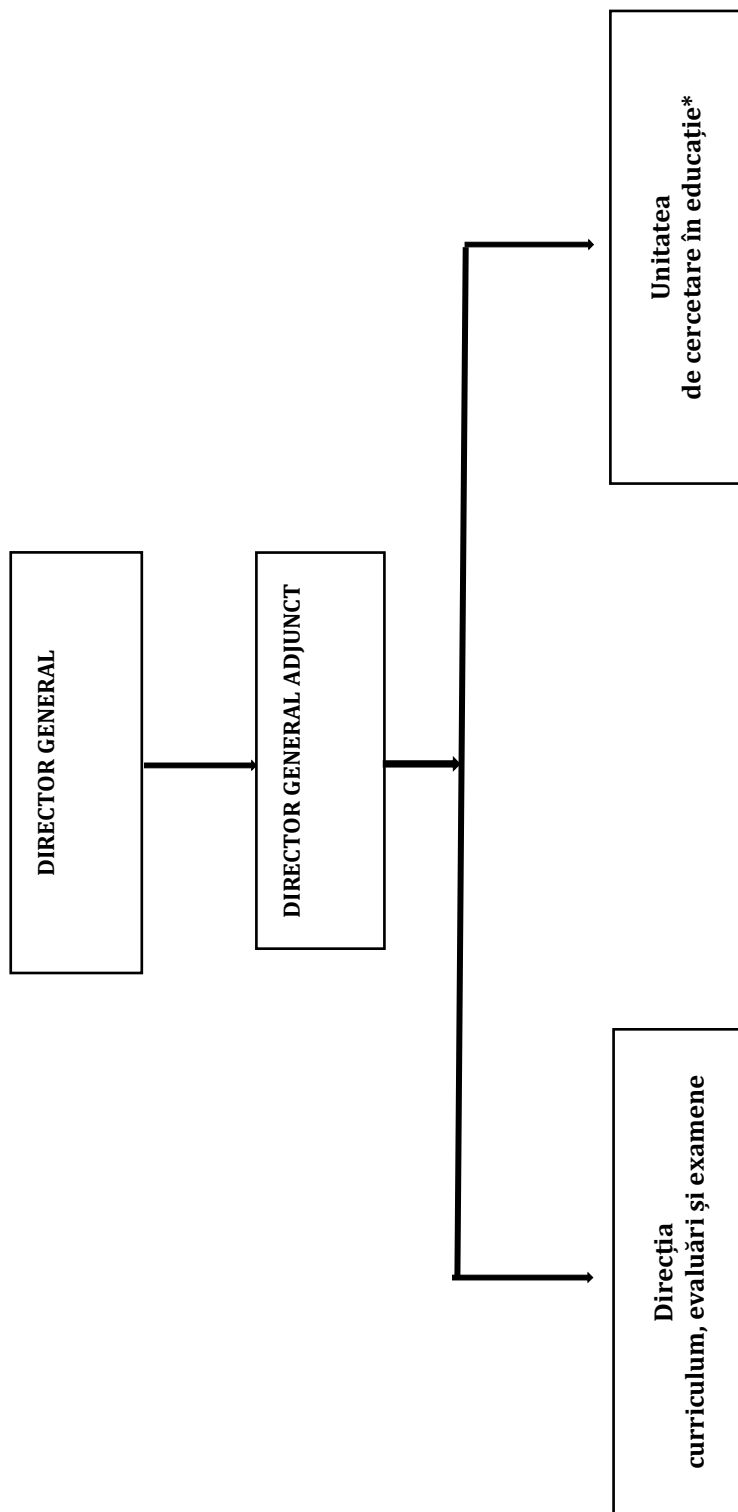 DIRECTOR GENERAL
DIRECTOR GENERAL ADJUNCT
Direcția
curriculum, evaluări și examene
Unitatea
de cercetare în educație*